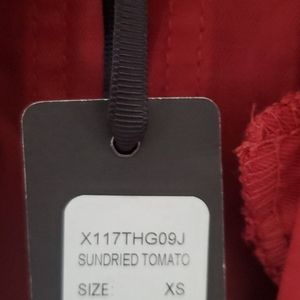 X117THG09J
SUNDRIED TOMATO
SIZE: XS